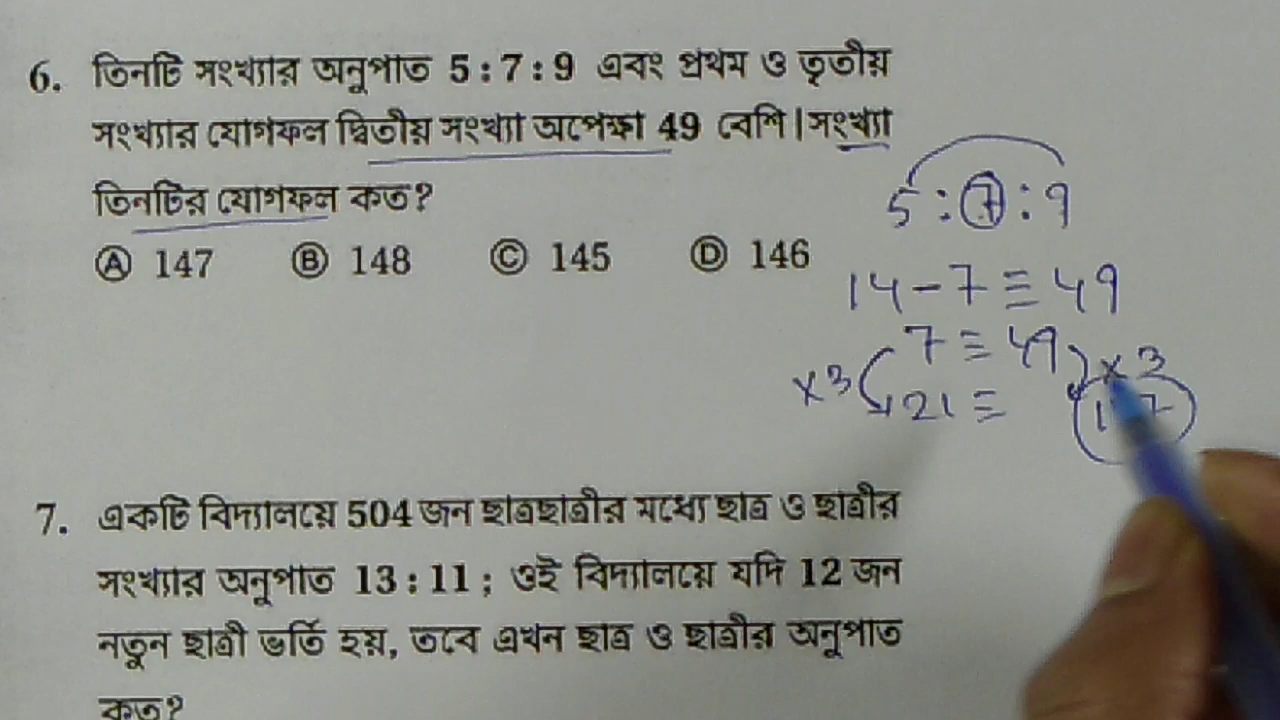 6. তিনটি সংখ্যার অনুপাত 5 : 7 : 9 এবং প্রথম ও তৃতীয়
সংখ্যার যোগফল দ্বিতীয় সংখ্যা অপেক্ষা 49 বেশি। সংখ্যা
তিনটির যোগফল কত?
Ⓐ 147 Ⓑ 148 Ⓒ 145 Ⓓ 146
5 : 7 : 9
14 - 7 ≡ 49
7 ≡ 49
×3 21 ≡ ×3
7. একটি বিদ্যালয়ে 504 জন ছাত্রছাত্রীর মধ্যে ছাত্র ও ছাত্রীর
সংখ্যার অনুপাত 13 : 11 ; ওই বিদ্যালয়ে যদি 12 জন
নতুন ছাত্রী ভর্তি হয়, তবে এখন ছাত্র ও ছাত্রীর অনুপাত
কত?